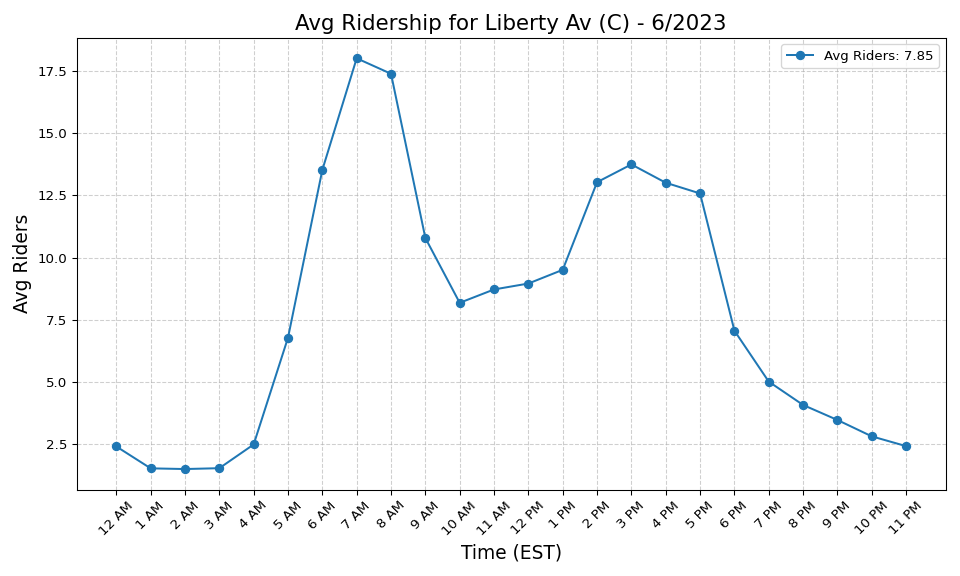 Avg Ridership for Liberty Av (C) - 6/2023
Avg Riders: 7.85
Avg Riders
17.5
15.0
12.5
10.0
7.5
5.0
2.5
12 AM
1 AM
2 AM
3 AM
4 AM
5 AM
6 AM
7 AM
8 AM
9 AM
10 AM
11 AM
12 PM
1 PM
2 PM
3 PM
4 PM
5 PM
6 PM
7 PM
8 PM
9 PM
10 PM
11 PM
Time (EST)